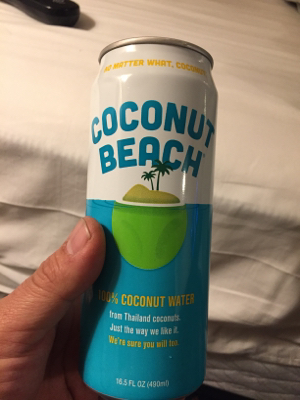 NO MATTER WHAT, COCONUT
COCONUT
BEACH
100% COCONUT WATER
from Thailand coconuts.
Just the way we like it.
We're sure you will too.
16.5 FL OZ (490ml)